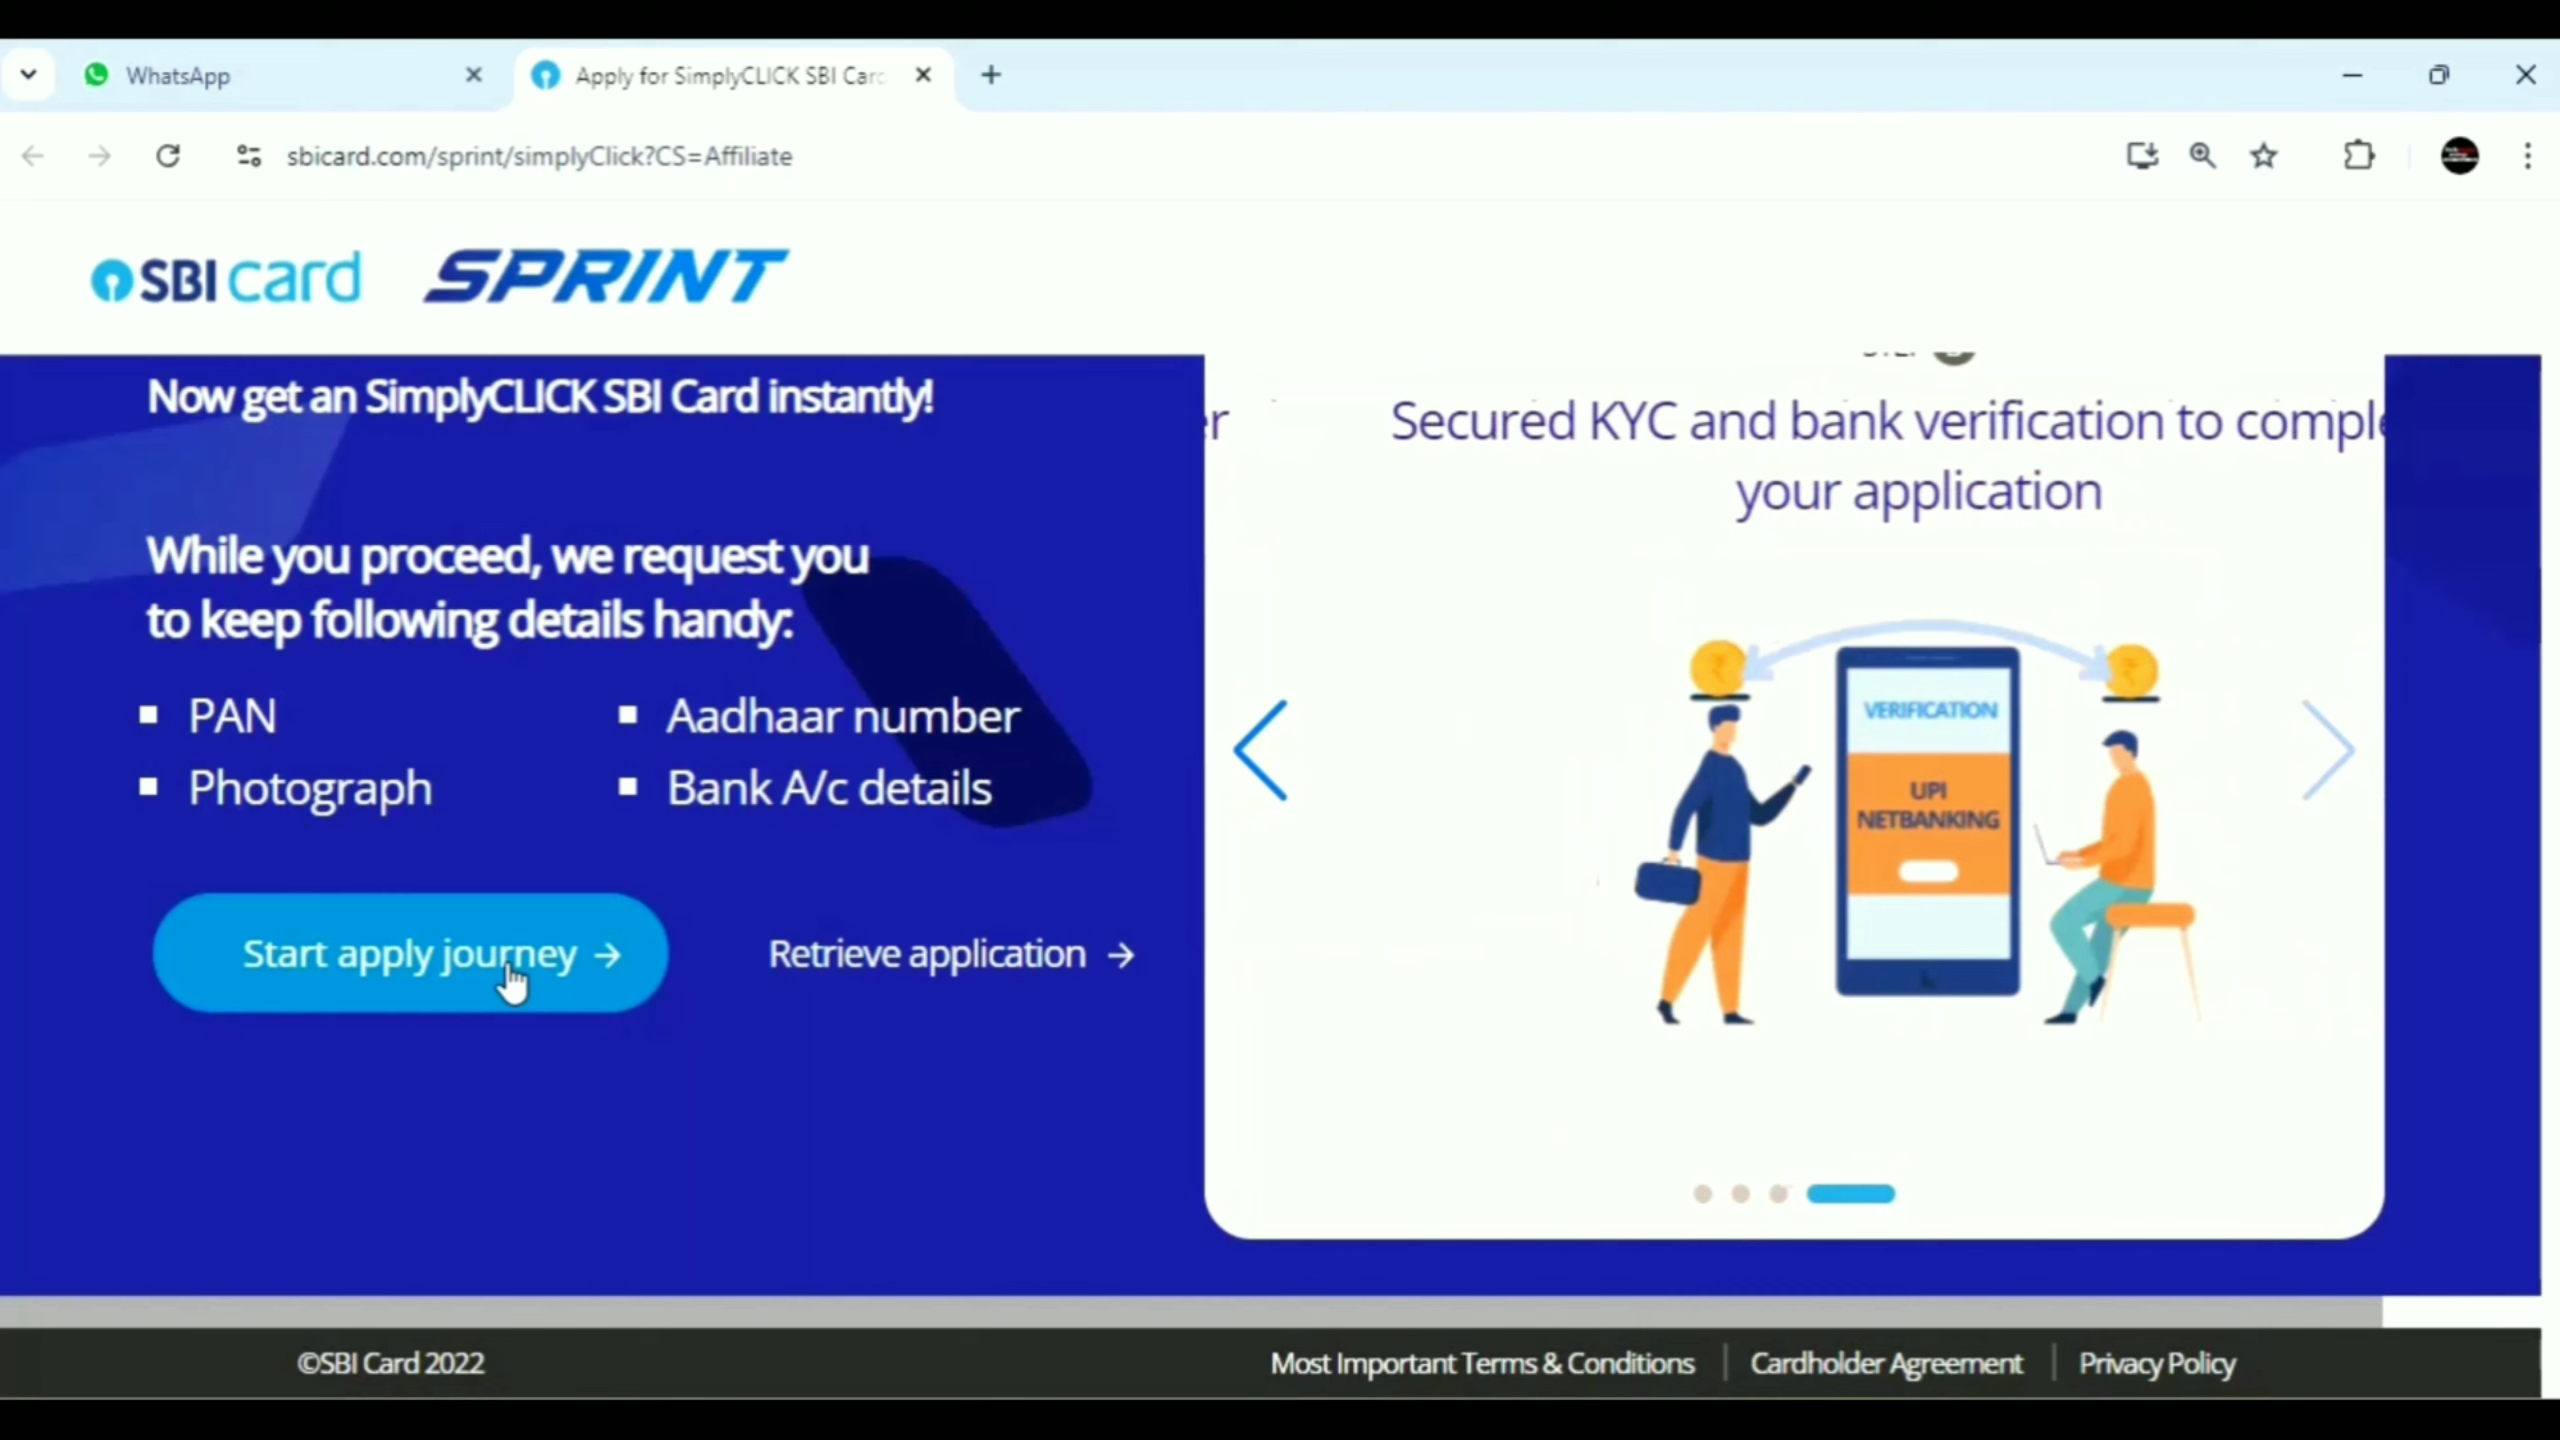 WhatsApp
Apply for SimplyCLICK SBI Card
sbicard.com/sprint/simplyClick?CS=Affiliate
SBI card SPRINT
Now get an SimplyCLICK SBI Card instantly!
While you proceed, we request you
to keep following details handy:
PAN
Aadhaar number
Photograph
Bank A/c details
Start apply journey →
Retrieve application →
er
Secured KYC and bank verification to comple
your application
VERIFICATION
UPI
NETBANKING
©SBI Card 2022
Most Important Terms & Conditions
Cardholder Agreement
Privacy Policy